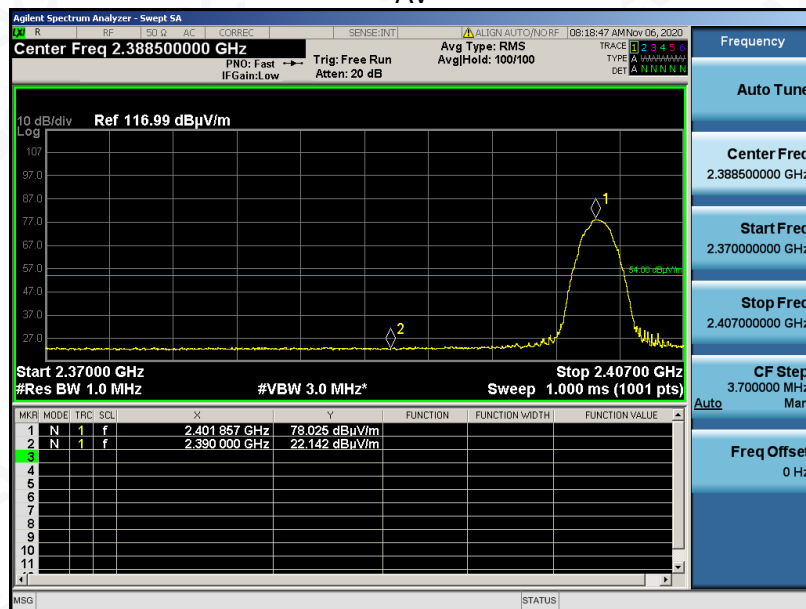 Agilent Spectrum Analyzer - Swept SA
LXI R RF 50 Ω AC CORREC SENSE:INT ALIGN AUTO/NO RF 08:18:47 AM Nov 06, 2020
Center Freq 2.388500000 GHz
PNO: Fast
IFGain:Low
Trig: Free Run
Atten: 20 dB
Avg Type: RMS
Avg|Hold: 100/100
TRACE 1 2 3 4 5 6
TYPE A
DET A N N N N N
10 dB/div Ref 116.99 dBµV/m
Log
107
97.0
87.0
77.0
67.0
57.0
47.0
37.0
27.0
1
54.00 dBµV/m
2
Start 2.37000 GHz Stop 2.40700 GHz
#Res BW 1.0 MHz #VBW 3.0 MHz* Sweep 1.000 ms (1001 pts)
MKR MODE TRC SCL X Y FUNCTION FUNCTION WIDTH FUNCTION VALUE
1 N 1 f 2.401 857 GHz 78.025 dBµV/m
2 N 1 f 2.390 000 GHz 22.142 dBµV/m
3
4
5
6
7
8
9
10
11
MSG STATUS
Frequency
Auto Tune
Center Freq
2.388500000 GHz
Start Freq
2.370000000 GHz
Stop Freq
2.407000000 GHz
CF Step
3.700000 MHz
Auto Man
Freq Offset
0 Hz